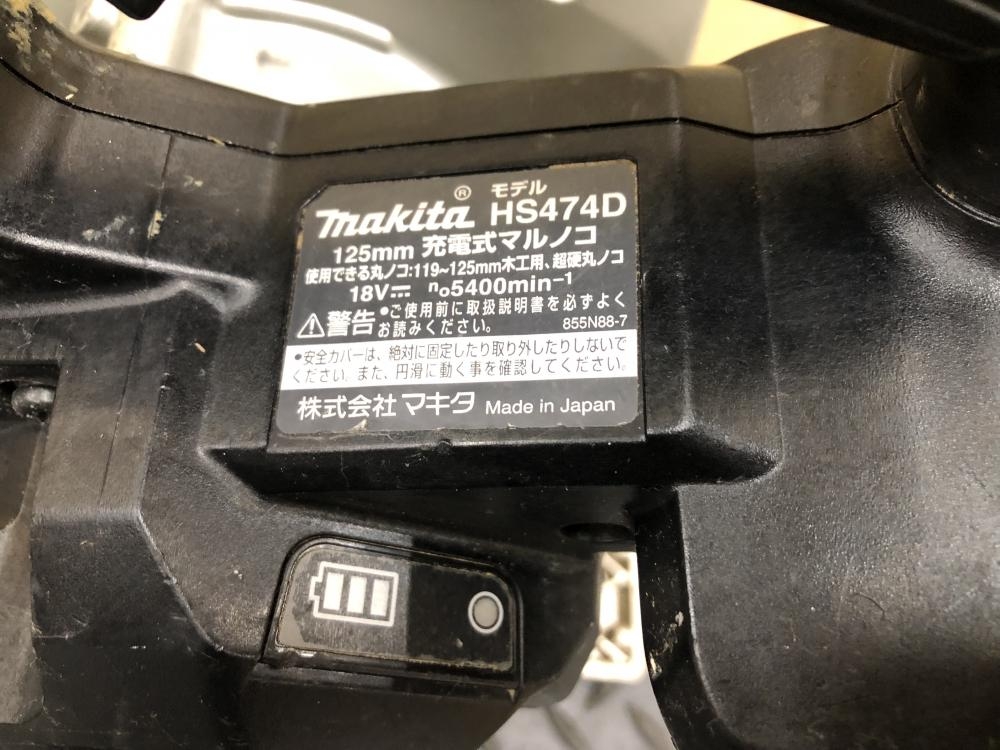 makita® モデル HS474D
125mm 充電式マルノコ
使用できる丸ノコ:119~125mm木工用、超硬丸ノコ
18V⎓ n₀5400min⁻¹
⚠警告 •ご使用前に取扱説明書を必ずよく
お読みください。 855N88-7
•安全カバーは、絶対に固定したり取り外したりしないで
ください。また、円滑に動く事を確認してください。
株式会社 マキタ Made in Japan